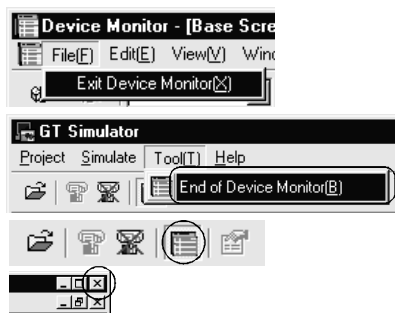 Device Monitor - [Base Scre
File(F) Edit(E) View(V) Wind
Exit Device Monitor(X)
GT Simulator
Project Simulate Tool(T) Help
End of Device Monitor(B)